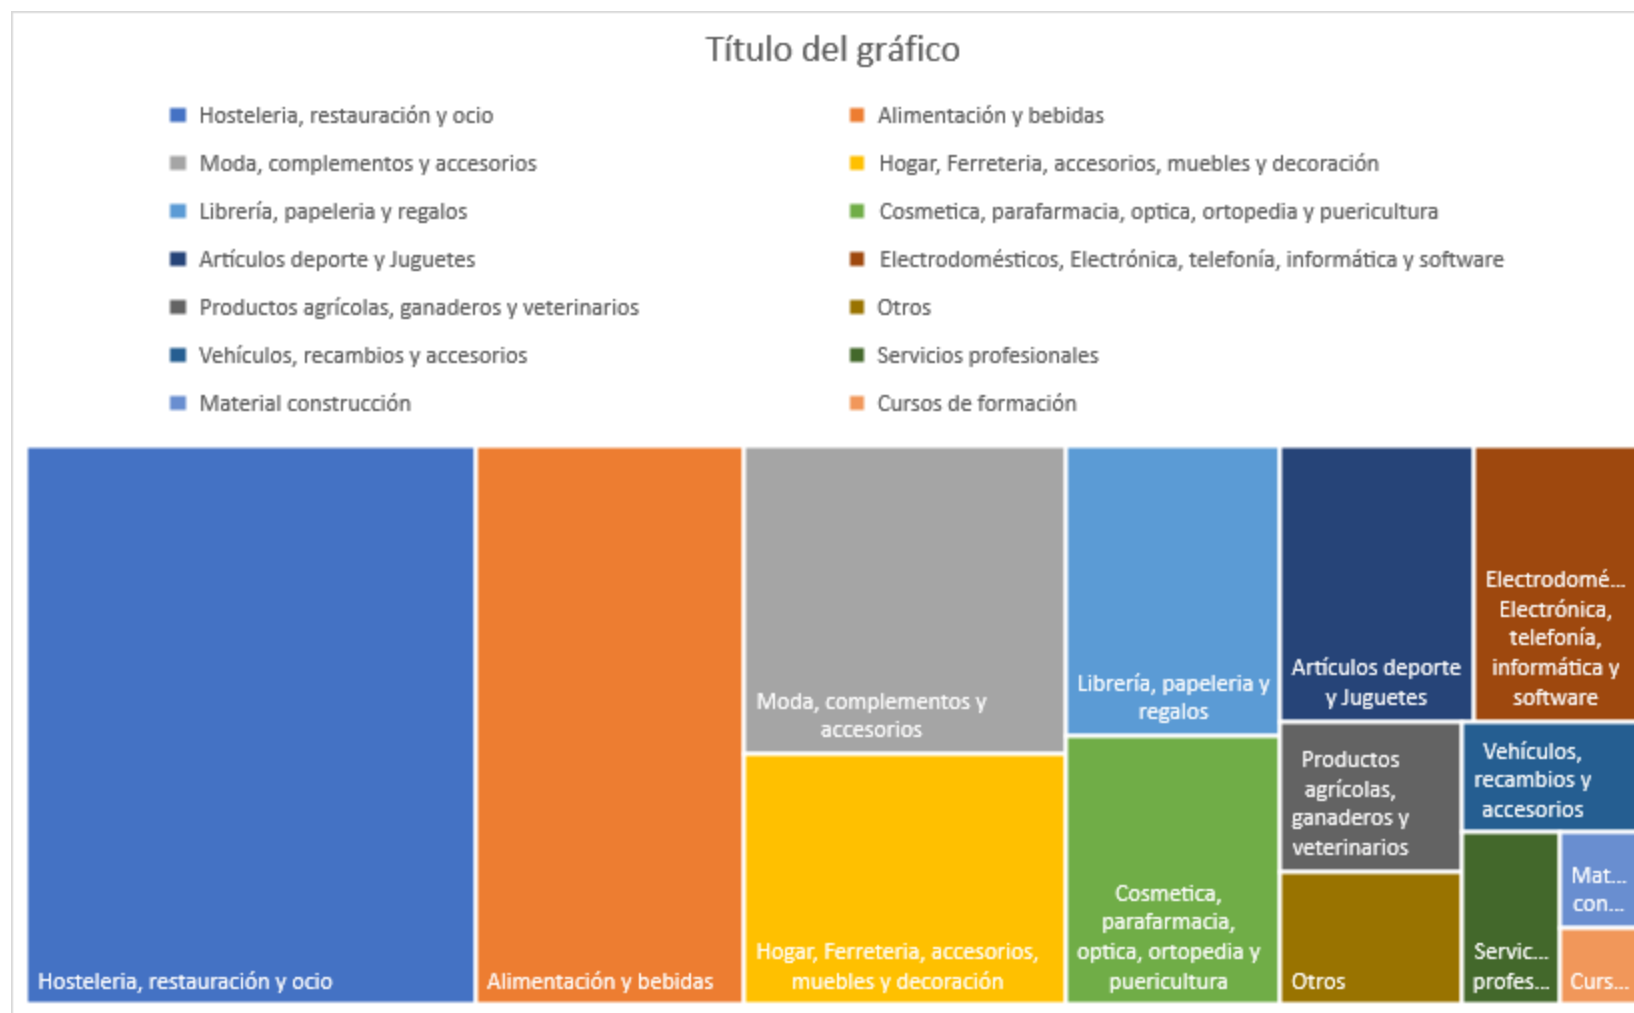 Título del gráfico
Hosteleria, restauración y ocio
Alimentación y bebidas
Moda, complementos y accesorios
Hogar, Ferreteria, accesorios, muebles y decoración
Librería, papeleria y regalos
Cosmetica, parafarmacia, optica, ortopedia y puericultura
Artículos deporte y Juguetes
Electrodomésticos, Electrónica, telefonía, informática y software
Productos agrícolas, ganaderos y veterinarios
Otros
Vehículos, recambios y accesorios
Servicios profesionales
Material construcción
Cursos de formación
Hosteleria, restauración y ocio
Alimentación y bebidas
Moda, complementos y
accesorios
Hogar, Ferreteria, accesorios,
muebles y decoración
Librería, papeleria y
regalos
Cosmetica,
parafarmacia,
optica, ortopedia y
puericultura
Artículos deporte
y Juguetes
Electrodomé...
Electrónica,
telefonía,
informática y
software
Productos
agrícolas,
ganaderos y
veterinarios
Otros
Vehículos,
recambios y
accesorios
Servic...
profes...
Mat...
con...
Curs...